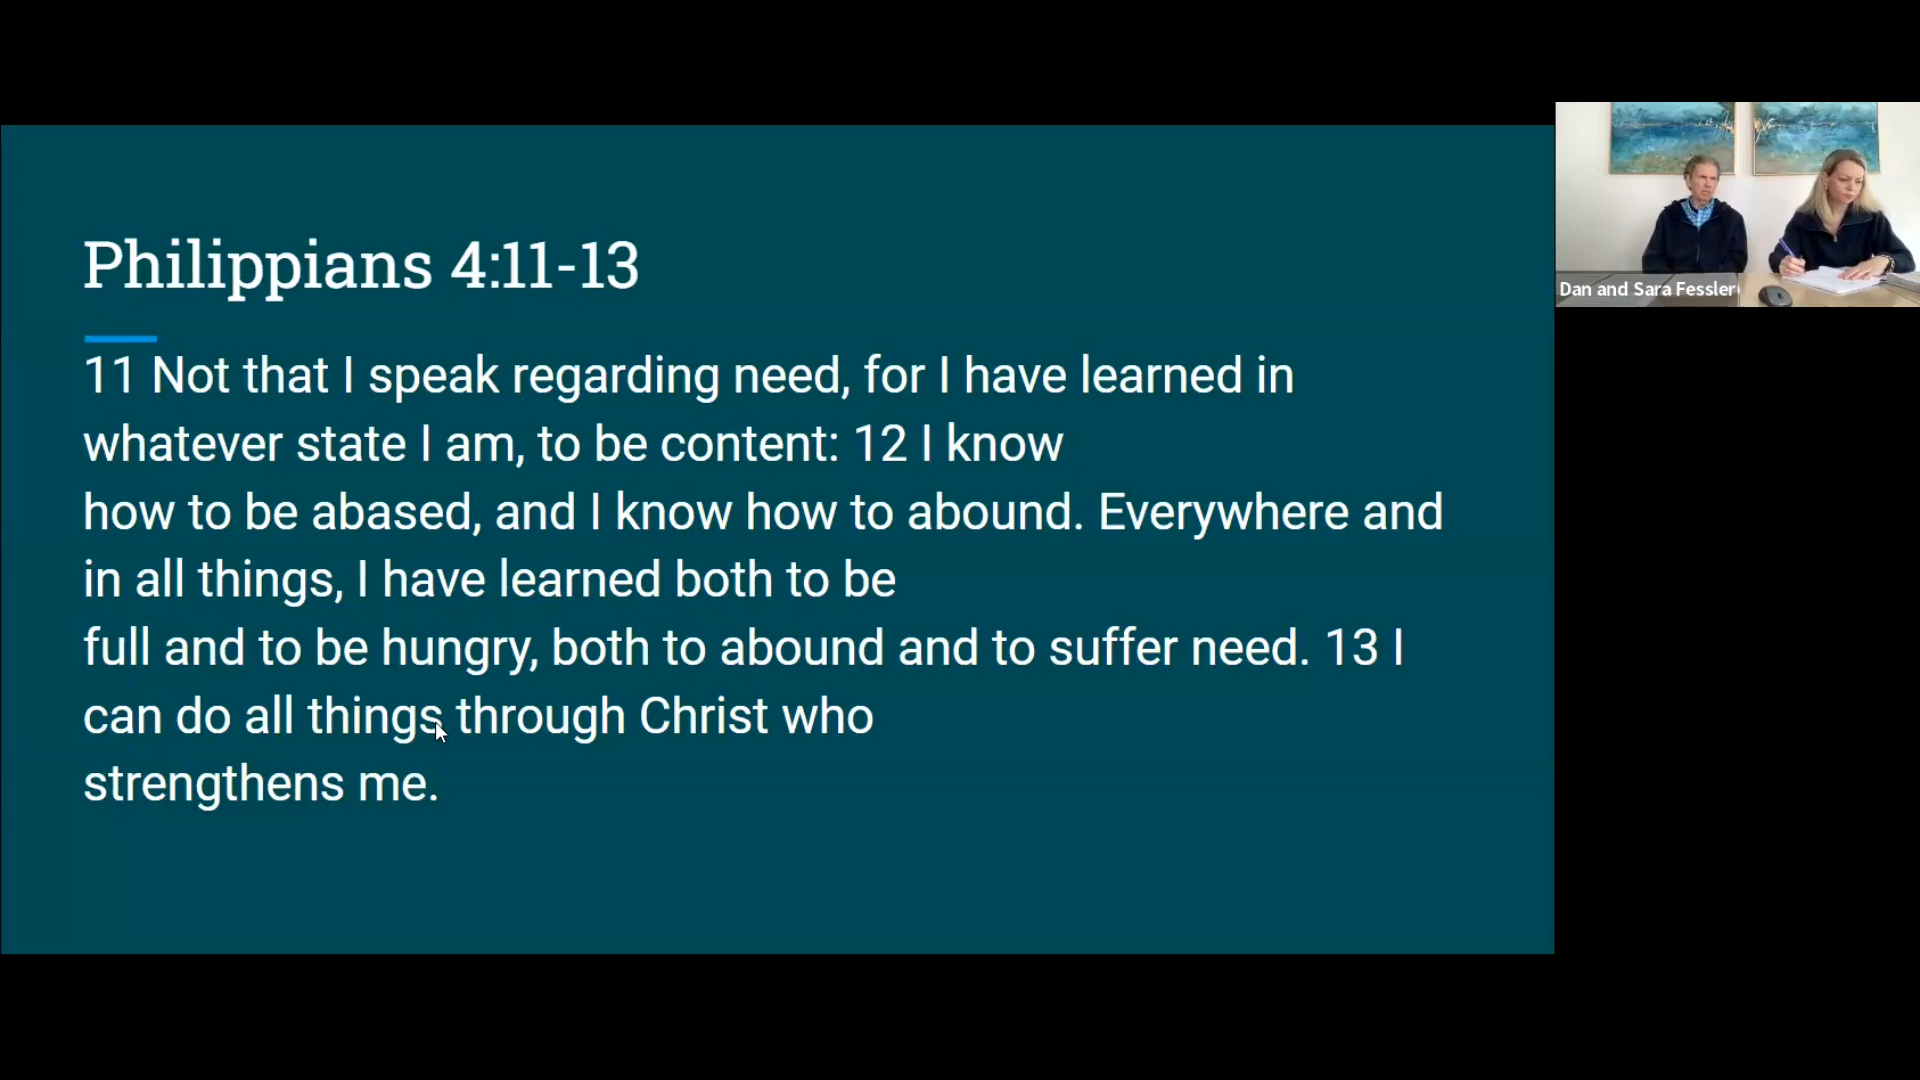 Philippians 4:11-13
11 Not that I speak regarding need, for I have learned in
whatever state I am, to be content: 12 I know
how to be abased, and I know how to abound. Everywhere and
in all things, I have learned both to be
full and to be hungry, both to abound and to suffer need. 13 I
can do all things through Christ who
strengthens me.
Dan and Sara Fessler